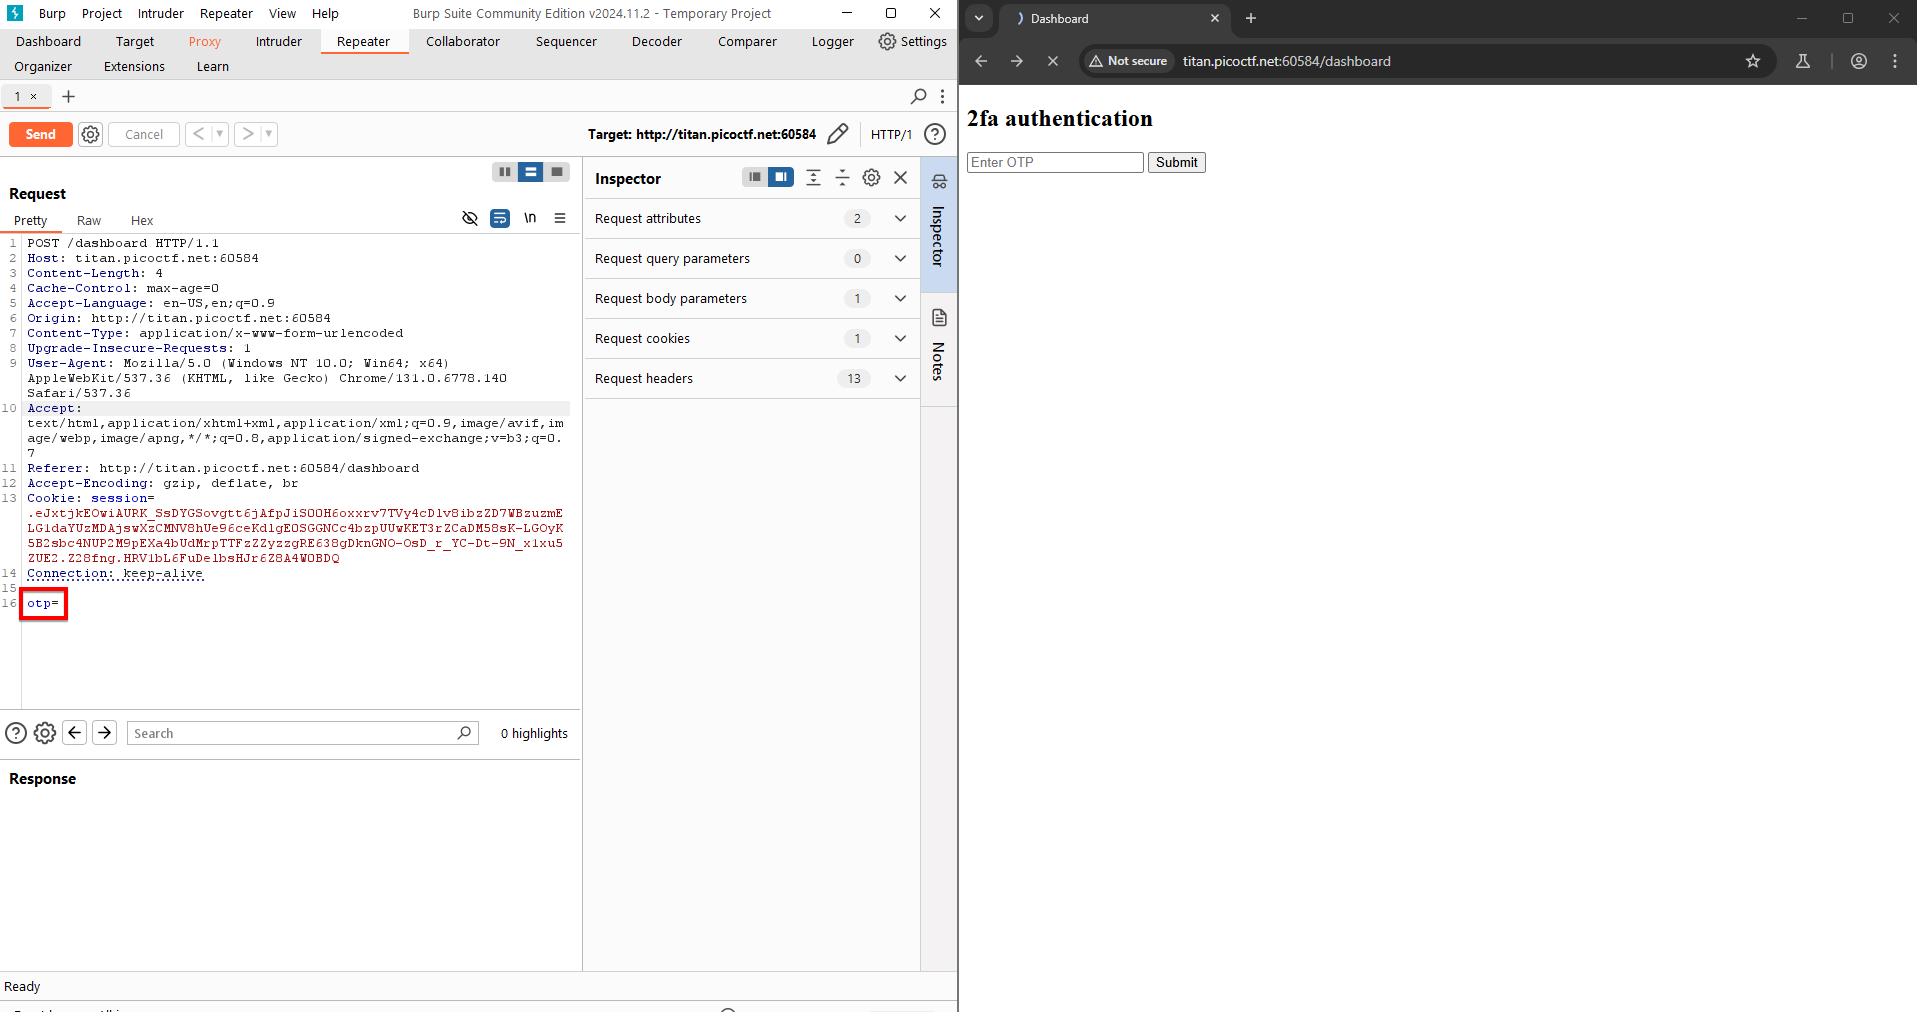 Burp Project Intruder Repeater View Help Burp Suite Community Edition v2024.11.2 - Temporary Project
Dashboard Target Proxy Intruder Repeater Collaborator Sequencer Decoder Comparer Logger Settings
Organizer Extensions Learn
1 ×
Send Cancel Target: http://titan.picoctf.net:60584 HTTP/1
Request
Pretty Raw Hex \n
1 POST /dashboard HTTP/1.1
2 Host: titan.picoctf.net:60584
3 Content-Length: 4
4 Cache-Control: max-age=0
5 Accept-Language: en-US,en;q=0.9
6 Origin: http://titan.picoctf.net:60584
7 Content-Type: application/x-www-form-urlencoded
8 Upgrade-Insecure-Requests: 1
9 User-Agent: Mozilla/5.0 (Windows NT 10.0; Win64; x64)
AppleWebKit/537.36 (KHTML, like Gecko) Chrome/131.0.6778.140
Safari/537.36
10 Accept:
text/html,application/xhtml+xml,application/xml;q=0.9,image/avif,im
age/webp,image/apng,*/*;q=0.8,application/signed-exchange;v=b3;q=0.
7
11 Referer: http://titan.picoctf.net:60584/dashboard
12 Accept-Encoding: gzip, deflate, br
13 Cookie: session=
.eJxtjkEOwiAURK_SsDYGSovgtt6jAfpJiSOOH6oxxrv7TVy4cDlv8ibzZD7WBzuzmE
LG1daYUzMDAjswXzCMNV8hUe96ceKdlgEOSGGNCc4bzpUUwKET3rZCaDM58sK-LGOyK
5B2sbc4NUP2M9pEXa4bUdMrpTTFzZZyzzgRE638gDknGNO-OsD_r_YC-Dt-9N_x1xu5
ZUE2.Z28fng.HRV1bL6FuDelbsHJr6Z8A4W0BDQ
14 Connection: keep-alive
15
16 otp=
Search 0 highlights
Response
Ready
Inspector
Request attributes 2
Request query parameters 0
Request body parameters 1
Request cookies 1
Request headers 13
Inspector
Notes
Dashboard
Not secure titan.picoctf.net:60584/dashboard
2fa authentication
Enter OTP Submit